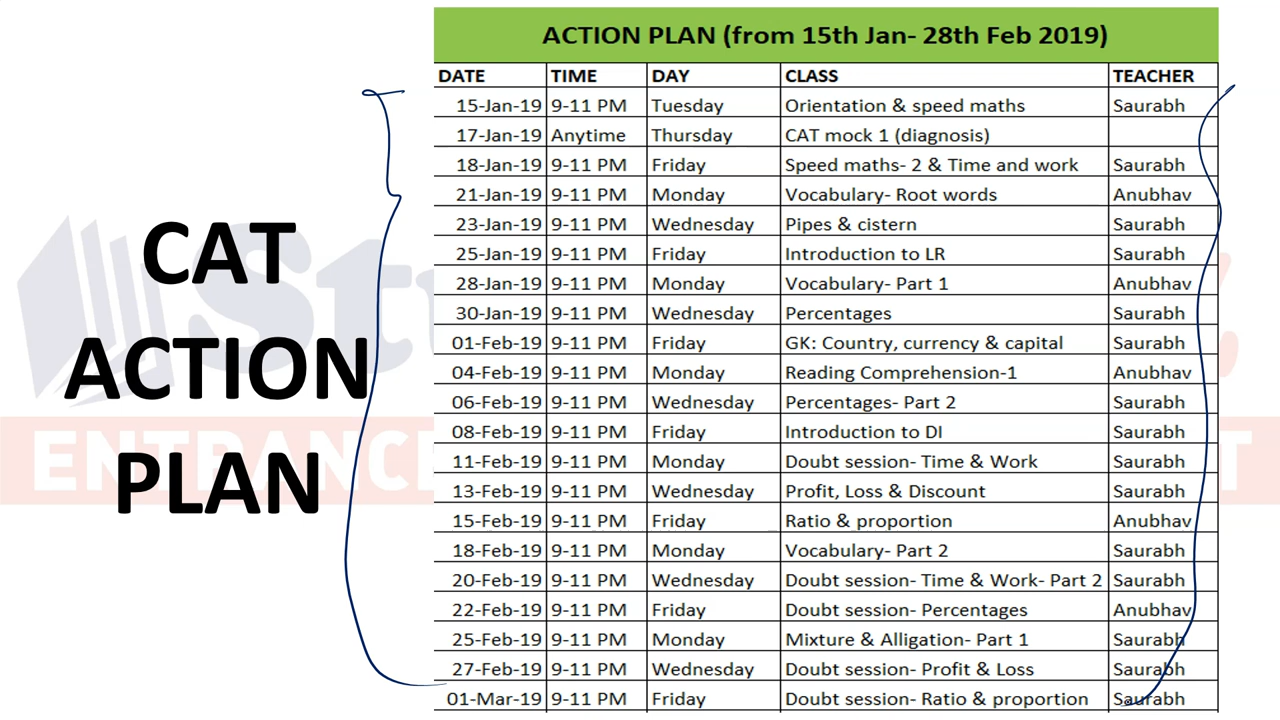 CAT
ACTION
PLAN
ACTION PLAN (from 15th Jan- 28th Feb 2019)
DATE TIME DAY CLASS TEACHER
15-Jan-19 9-11 PM Tuesday Orientation & speed maths Saurabh
17-Jan-19 Anytime Thursday CAT mock 1 (diagnosis)
18-Jan-19 9-11 PM Friday Speed maths- 2 & Time and work Saurabh
21-Jan-19 9-11 PM Monday Vocabulary- Root words Anubhav
23-Jan-19 9-11 PM Wednesday Pipes & cistern Saurabh
25-Jan-19 9-11 PM Friday Introduction to LR Saurabh
28-Jan-19 9-11 PM Monday Vocabulary- Part 1 Anubhav
30-Jan-19 9-11 PM Wednesday Percentages Saurabh
01-Feb-19 9-11 PM Friday GK: Country, currency & capital Saurabh
04-Feb-19 9-11 PM Monday Reading Comprehension-1 Anubhav
06-Feb-19 9-11 PM Wednesday Percentages- Part 2 Saurabh
08-Feb-19 9-11 PM Friday Introduction to DI Saurabh
11-Feb-19 9-11 PM Monday Doubt session- Time & Work Saurabh
13-Feb-19 9-11 PM Wednesday Profit, Loss & Discount Saurabh
15-Feb-19 9-11 PM Friday Ratio & proportion Anubhav
18-Feb-19 9-11 PM Monday Vocabulary- Part 2 Saurabh
20-Feb-19 9-11 PM Wednesday Doubt session- Time & Work- Part 2 Saurabh
22-Feb-19 9-11 PM Friday Doubt session- Percentages Anubhav
25-Feb-19 9-11 PM Monday Mixture & Alligation- Part 1 Saurabh
27-Feb-19 9-11 PM Wednesday Doubt session- Profit & Loss Saurabh
01-Mar-19 9-11 PM Friday Doubt session- Ratio & proportion Saurabh